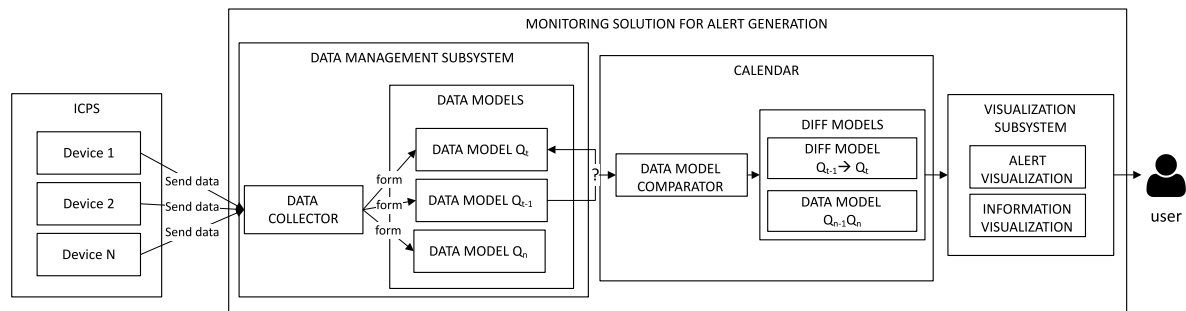 MONITORING SOLUTION FOR ALERT GENERATION
DATA MANAGEMENT SUBSYSTEM
ICPS
Device 1
Device 2
Device N
Send data
Send data
Send data
DATA
COLLECTOR
form
form
form
DATA MODELS
DATA MODEL Qt
DATA MODEL Qt-1
DATA MODEL Qn
?
CALENDAR
DATA MODEL
COMPARATOR
DIFF MODELS
DIFF MODEL
Qt-1→ Qt
DATA MODEL
Qn-1Qn
VISUALIZATION
SUBSYSTEM
ALERT
VISUALIZATION
INFORMATION
VISUALIZATION
user